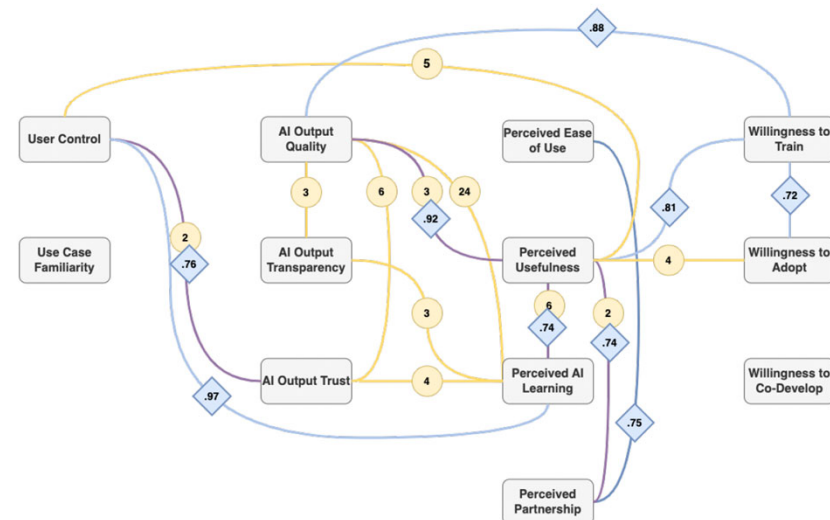 .88
5
User Control
AI Output
Quality
Perceived Ease
of Use
Willingness to
Train
3
6
3
24
.92
.81
.72
2
.76
Use Case
Familiarity
AI Output
Transparency
Perceived
Usefulness
4
Willingness to
Adopt
3
6
.74
2
.74
AI Output Trust
4
Perceived AI
Learning
Willingness to
Co-Develop
.97
.75
Perceived
Partnership